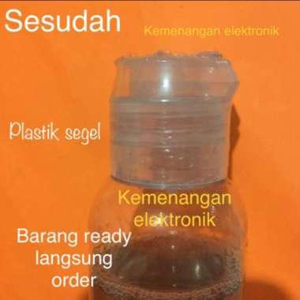 Sesudah
Kemenangan elektronik
Plastik segel
Kemenangan
elektronik
Barang ready
langsung
order